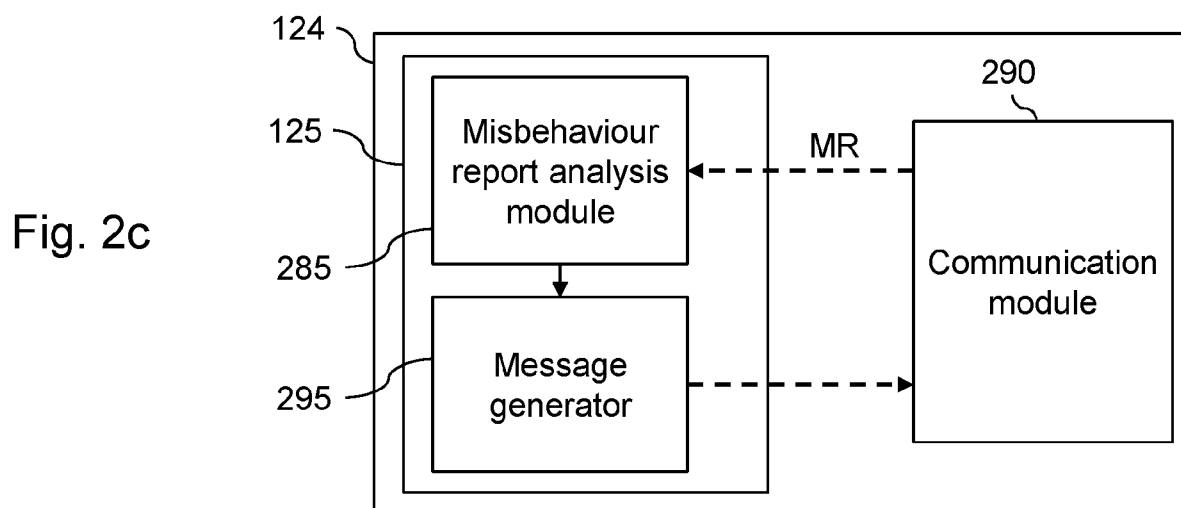 124
290
125
Misbehaviour
report analysis
module
MR
Fig. 2c
285
Communication
module
295
Message
generator